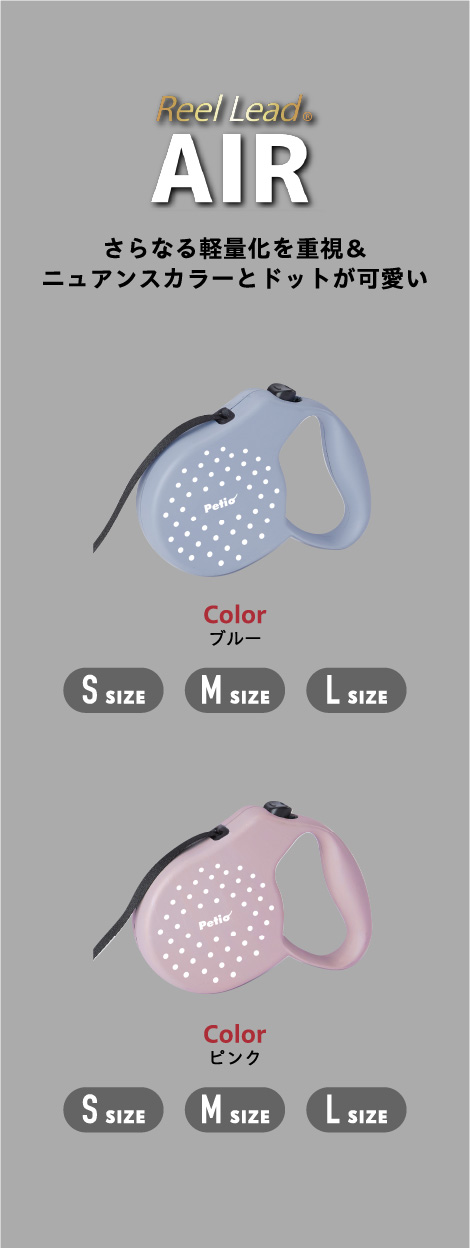 Reel Lead®
AIR
さらなる軽量化を重視＆
ニュアンスカラーとドットが可愛い
Petio
Color
ブルー
S SIZE
M SIZE
L SIZE
Petio
Color
ピンク
S SIZE
M SIZE
L SIZE